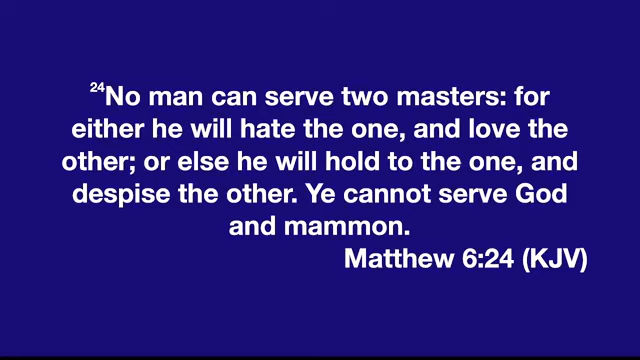 24No man can serve two masters: for
either he will hate the one, and love the
other; or else he will hold to the one, and
despise the other. Ye cannot serve God
and mammon.
Matthew 6:24 (KJV)